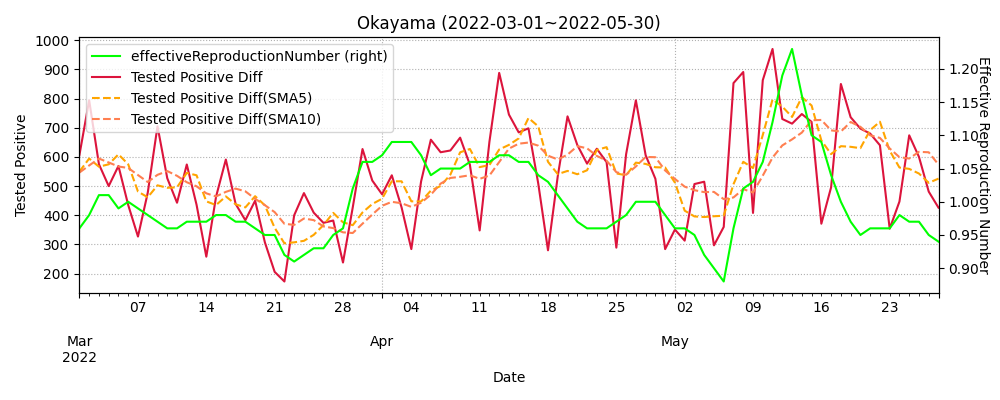 Okayama (2022-03-01~2022-05-30)
effectiveReproductionNumber (right)
Tested Positive Diff
Tested Positive Diff(SMA5)
Tested Positive Diff(SMA10)
Tested Positive
1000
900
800
700
600
500
400
300
200
1.20
1.15
1.10
1.05
1.00
0.95
0.90
Effective Reproduction Number
07 14 21 28 04 11 18 25 02 09 16 23
Mar Apr May
2022
Date